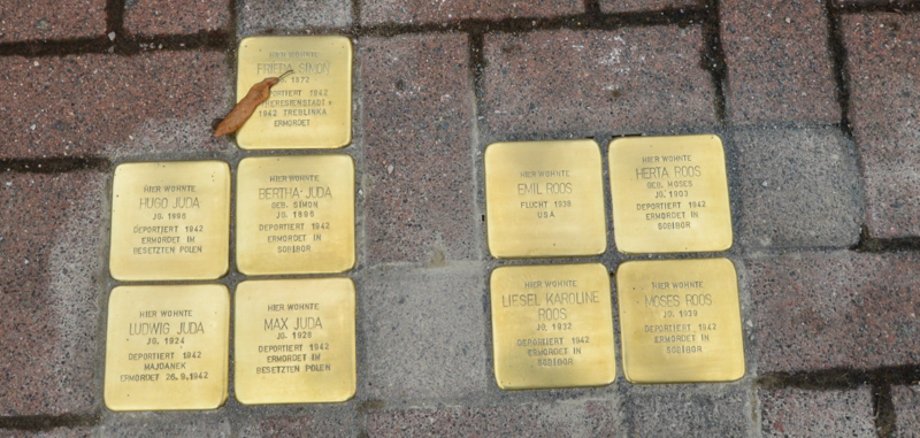 HIER WOHNTE
FRIEDA SIMON
JG. 1872
DEPORTIERT 1942
THERESIENSTADT
1942 TREBLINKA
ERMORDET
HIER WOHNTE
HUGO JUDA
JG.
DEPORTIERT 1942
ERMORDET IM
BESETZTEN POLEN
HIER WOHNTE
BERTHA JUDA
GEB. SIMON
JG. 1896
DEPORTIERT 1942
ERMORDET IN
SOBIBOR
HIER WOHNTE
LUDWIG JUDA
JG. 1924
DEPORTIERT 1942
MAJDANEK
ERMORDET 26.9.1942
HIER WOHNTE
MAX JUDA
JG. 1928
DEPORTIERT 1942
ERMORDET IM
BESETZTEN POLEN
HIER WOHNTE
EMIL ROOS
FLUCHT 1938
USA
HIER WOHNTE
HERTA ROOS
GEB. MOSES
JG. 1903
DEPORTIERT 1942
ERMORDET IN
SOBIBOR
HIER WOHNTE
LIESEL KAROLINE
ROOS
JG. 1932
DEPORTIERT 1942
ERMORDET IN
SOBIBOR
HIER WOHNTE
MOSES ROOS
JG. 1939
DEPORTIERT 1942
ERMORDET IN
SOBIBOR